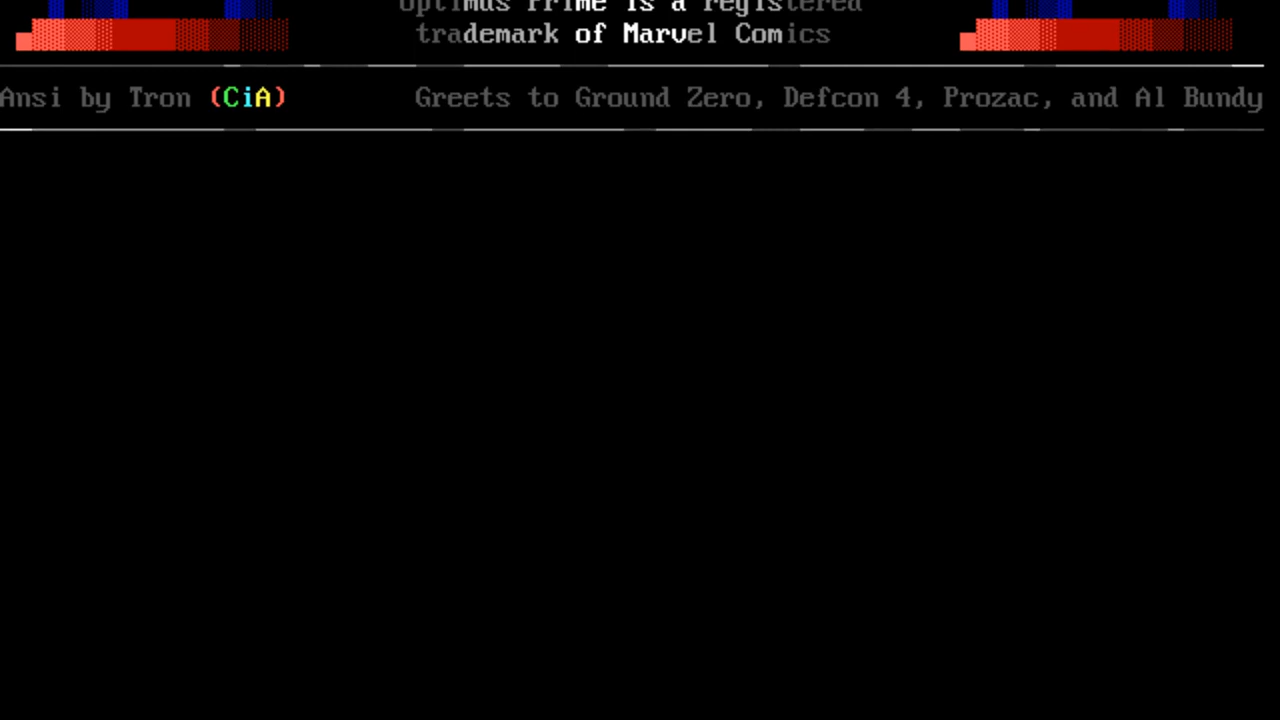 Optimus Prime is a registered
trademark of Marvel Comics
Ansi by Tron (CiA) Greets to Ground Zero, Defcon 4, Prozac, and Al Bundy